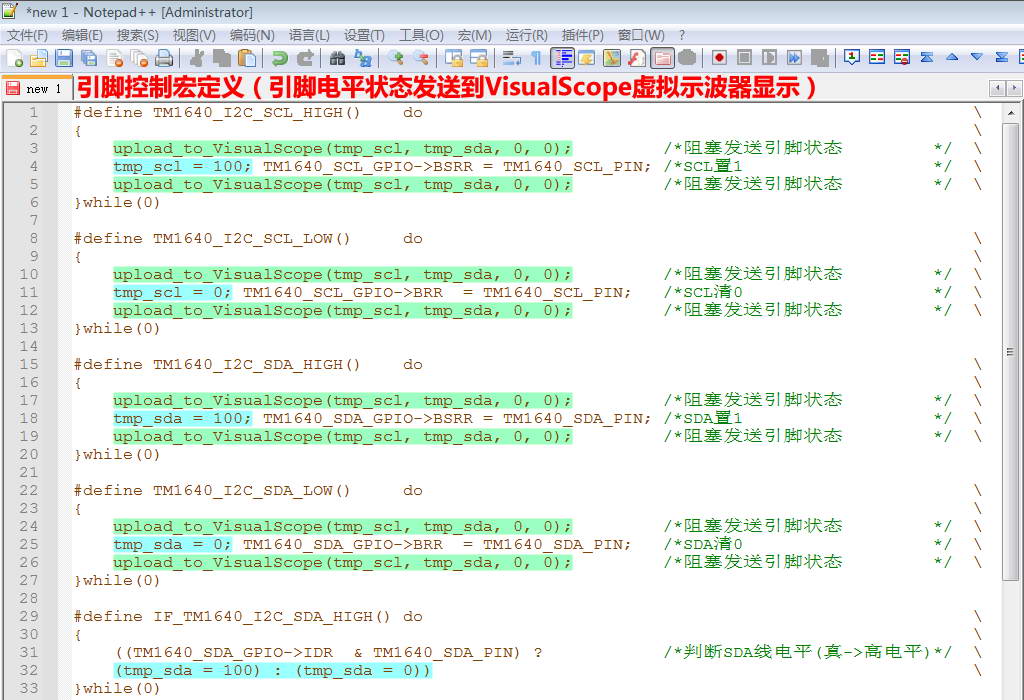 *new 1 - Notepad++ [Administrator]
文件(F) 编辑(E) 搜索(S) 视图(V) 编码(N) 语言(L) 设置(T) 工具(O) 宏(M) 运行(R) 插件(P) 窗口(W) ?
new 1 引脚控制宏定义（引脚电平状态发送到VisualScope虚拟示波器显示）
1 #define TM1640_I2C_SCL_HIGH() do \
2 { \
3 upload_to_VisualScope(tmp_scl, tmp_sda, 0, 0); /*阻塞发送引脚状态 */ \
4 tmp_scl = 100; TM1640_SCL_GPIO->BSRR = TM1640_SCL_PIN; /*SCL置1 */ \
5 upload_to_VisualScope(tmp_scl, tmp_sda, 0, 0); /*阻塞发送引脚状态 */ \
6 }while(0)
7
8 #define TM1640_I2C_SCL_LOW() do \
9 { \
10 upload_to_VisualScope(tmp_scl, tmp_sda, 0, 0); /*阻塞发送引脚状态 */ \
11 tmp_scl = 0; TM1640_SCL_GPIO->BRR = TM1640_SCL_PIN; /*SCL清0 */ \
12 upload_to_VisualScope(tmp_scl, tmp_sda, 0, 0); /*阻塞发送引脚状态 */ \
13 }while(0)
14
15 #define TM1640_I2C_SDA_HIGH() do \
16 { \
17 upload_to_VisualScope(tmp_scl, tmp_sda, 0, 0); /*阻塞发送引脚状态 */ \
18 tmp_sda = 100; TM1640_SDA_GPIO->BSRR = TM1640_SDA_PIN; /*SDA置1 */ \
19 upload_to_VisualScope(tmp_scl, tmp_sda, 0, 0); /*阻塞发送引脚状态 */ \
20 }while(0)
21
22 #define TM1640_I2C_SDA_LOW() do \
23 { \
24 upload_to_VisualScope(tmp_scl, tmp_sda, 0, 0); /*阻塞发送引脚状态 */ \
25 tmp_sda = 0; TM1640_SDA_GPIO->BRR = TM1640_SDA_PIN; /*SDA清0 */ \
26 upload_to_VisualScope(tmp_scl, tmp_sda, 0, 0); /*阻塞发送引脚状态 */ \
27 }while(0)
28
29 #define IF_TM1640_I2C_SDA_HIGH() do \
30 { \
31 ((TM1640_SDA_GPIO->IDR & TM1640_SDA_PIN) ? /*判断SDA线电平(真->高电平)*/ \
32 (tmp_sda = 100) : (tmp_sda = 0)) \
33 }while(0)